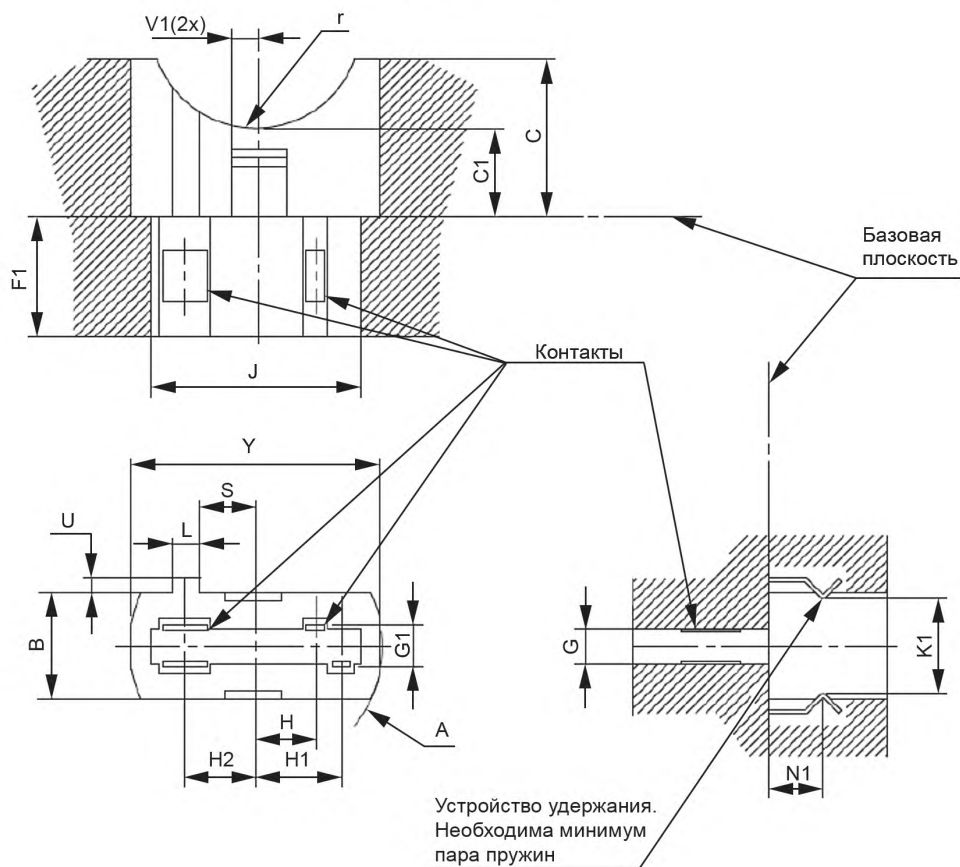 V1(2x)
r
C
C1
F1
Базовая
плоскость
Контакты
J
Y
S
U
L
B
G1
G
K1
H
A
H2
H1
N1
Устройство удержания.
Необходима минимум
пара пружин